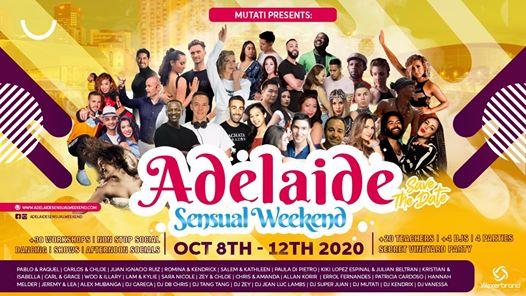 MUTATI PRESENTS:
Adelaide
Sensual Weekend
Save
The Date
OCT 8TH - 12TH 2020
WWW.ADELAIDESENSUALWEEKEND.COM
ADELAIDESENSUALWEEKEND
+30 WORKSHOPS | NON STOP SOCIAL
DANCING | SHOWS | AFTERNOON SOCIALS
+20 TEACHERS | +4 DJS | 4 PARTIES
SECRET VINEYARD PARTY
PABLO & RAQUEL | CARLOS & CHLOE | JUAN IGNACIO RUIZ | ROMINA & KENDRICK | SALEM & KATHLEEN | PAULA DI PIETRO | KIKI LOPEZ ESPINAL & JULIAN BELTRAN | KRISTIAN &
ISABELLA | CARL & GRACE | WOJO & ILLARY | LAM & KYLIE | SARA NICOLE | ZEY & CHLOE | CHRIS & AMANDA | ALLAN KORIR | ERROL FERNANDES | PATRICIA CARDOSO | HANNAH
MELDER | JEREMY & LEA | ALEX MUBANGA | DJ CARECA | DJ DB CHRIS | DJ TANG TANG | DJ ZEY | DJ JEAN LUC LAMBS | DJ SUPER JUAN | DJ MUTATI | DJ KENDRIX | DJ VANESSA